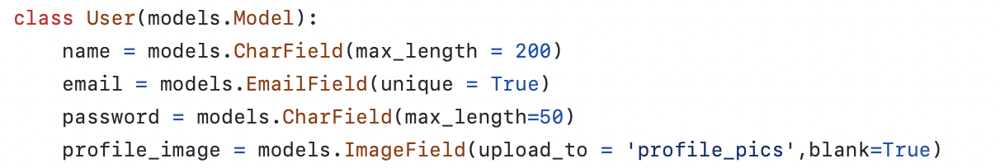 class User(models.Model):
    name = models.CharField(max_length = 200)
    email = models.EmailField(unique = True)
    password = models.CharField(max_length=50)
    profile_image = models.ImageField(upload_to = 'profile_pics',blank=True)